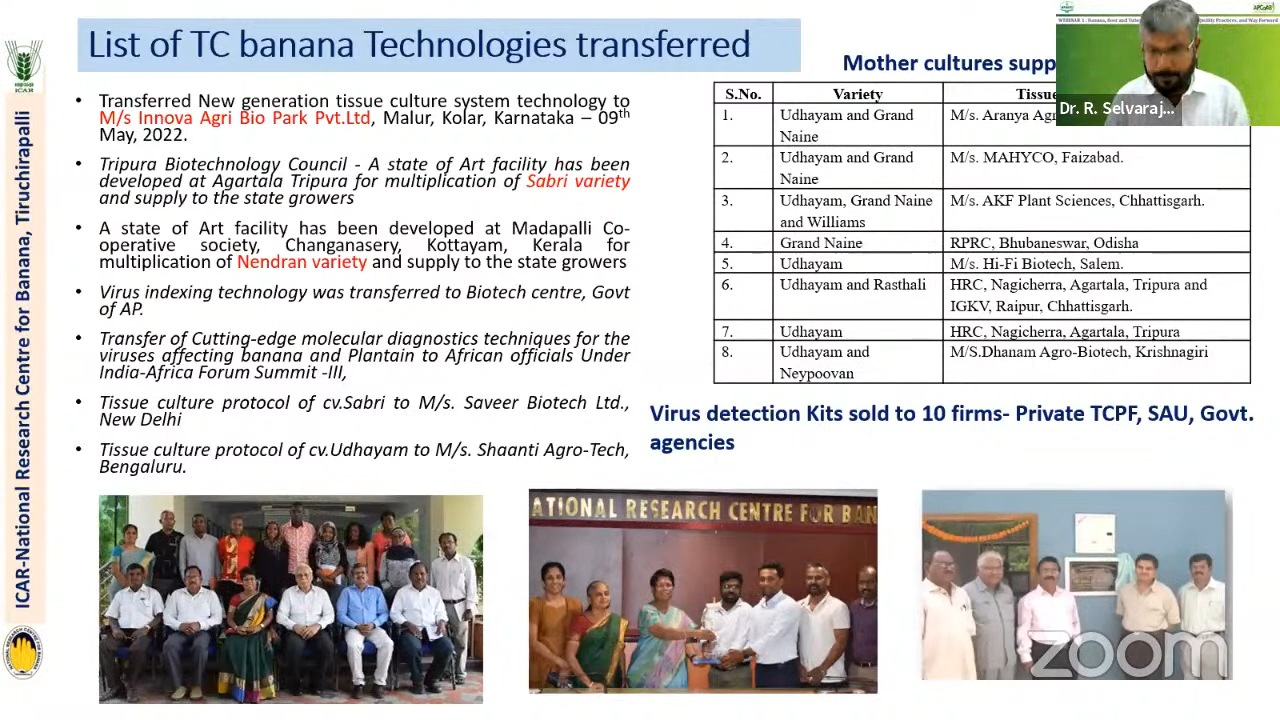 List of TC banana Technologies transferred
• Transferred New generation tissue culture system technology to
M/s Innova Agri Bio Park Pvt.Ltd, Malur, Kolar, Karnataka – 09th
May, 2022.
• Tripura Biotechnology Council - A state of Art facility has been
developed at Agartala Tripura for multiplication of Sabri variety
and supply to the state growers
• A state of Art facility has been developed at Madapalli Co-
operative society, Changanasery, Kottayam, Kerala for
multiplication of Nendran variety and supply to the state growers
• Virus indexing technology was transferred to Biotech centre, Govt
of AP.
• Transfer of Cutting-edge molecular diagnostics techniques for the
viruses affecting banana and Plantain to African officials Under
India-Africa Forum Summit -III,
• Tissue culture protocol of cv.Sabri to M/s. Saveer Biotech Ltd.,
New Delhi
• Tissue culture protocol of cv.Udhayam to M/s. Shaanti Agro-Tech,
Bengaluru.
Mother cultures supp
S.No. Variety Tissue
1. Udhayam and Grand M/s. Aranya Agr
Naine
2. Udhayam and Grand M/s. MAHYCO, Faizabad.
Naine
3. Udhayam, Grand Naine M/s. AKF Plant Sciences, Chhattisgarh.
and Williams
4. Grand Naine RPRC, Bhubaneswar, Odisha
5. Udhayam M/s. Hi-Fi Biotech, Salem.
6. Udhayam and Rasthali HRC, Nagicherra, Agartala, Tripura and
IGKV, Raipur, Chhattisgarh.
7. Udhayam HRC, Nagicherra, Agartala, Tripura
8. Udhayam and M/S.Dhanam Agro-Biotech, Krishnagiri
Neypoovan
Virus detection Kits sold to 10 firms- Private TCPF, SAU, Govt.
agencies
Dr. R. Selvaraj...
ICAR
ICAR-National Research Centre for Banana, Tiruchirapalli
ATIONAL RESEARCH CENTRE FOR BAN
zoom